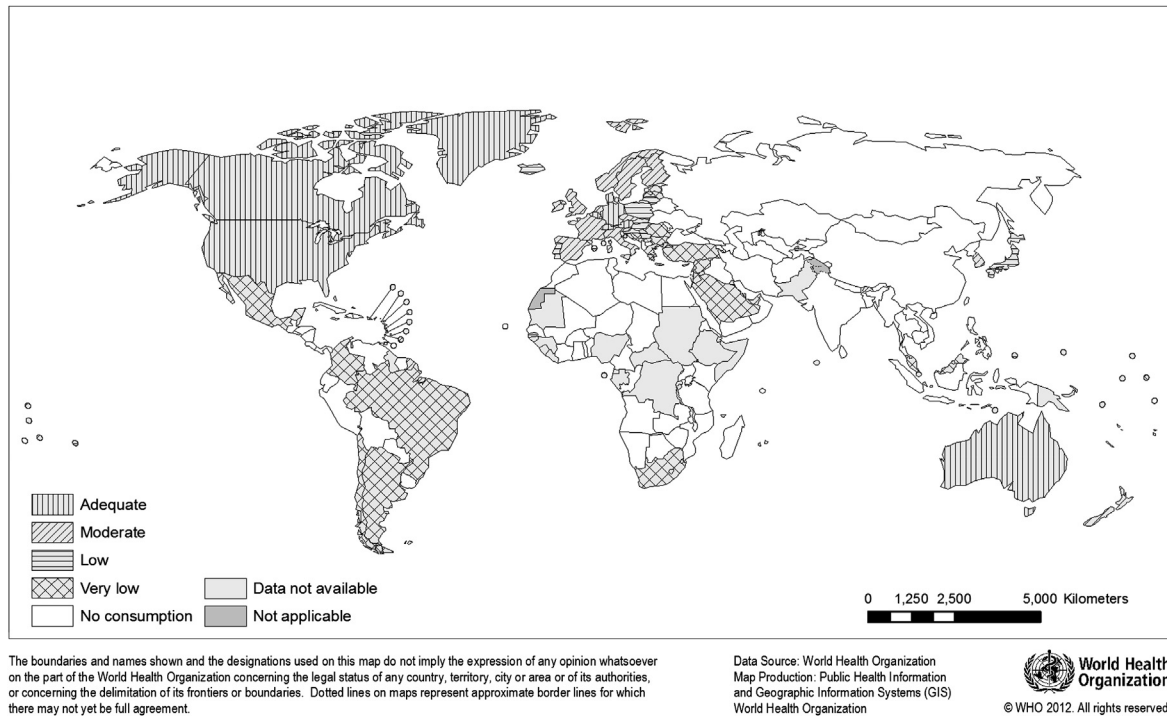 Adequate
Moderate
Low
Very low
No consumption
Data not available
Not applicable
0 1,250 2,500 5,000 Kilometers
The boundaries and names shown and the designations used on this map do not imply the expression of any opinion whatsoever
on the part of the World Health Organization concerning the legal status of any country, territory, city or area or of its authorities,
or concerning the delimitation of its frontiers or boundaries. Dotted lines on maps represent approximate border lines for which
there may not yet be full agreement.
Data Source: World Health Organization
Map Production: Public Health Information
and Geographic Information Systems (GIS)
World Health Organization
World Health
Organization
© WHO 2012. All rights reserved